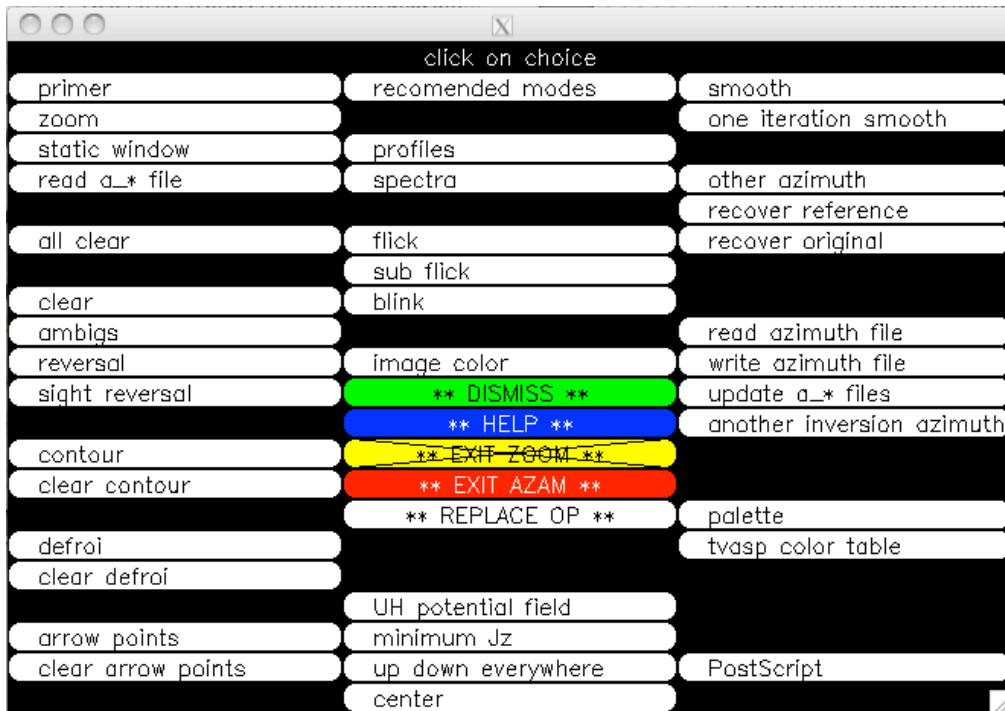 X
click on choice
primer recomended modes smooth
zoom one iteration smooth
static window profiles
read a_* file spectra other azimuth
recover reference
all clear flick recover original
sub flick
clear blink
ambigs read azimuth file
reversal image color write azimuth file
sight reversal ** DISMISS ** update a_* files
** HELP ** another inversion azimuth
contour ** EXIT ZOOM **
clear contour ** EXIT AZAM **
** REPLACE OP ** palette
defroi tvasp color table
clear defroi
UH potential field
arrow points minimum Jz
clear arrow points up down everywhere PostScript
center